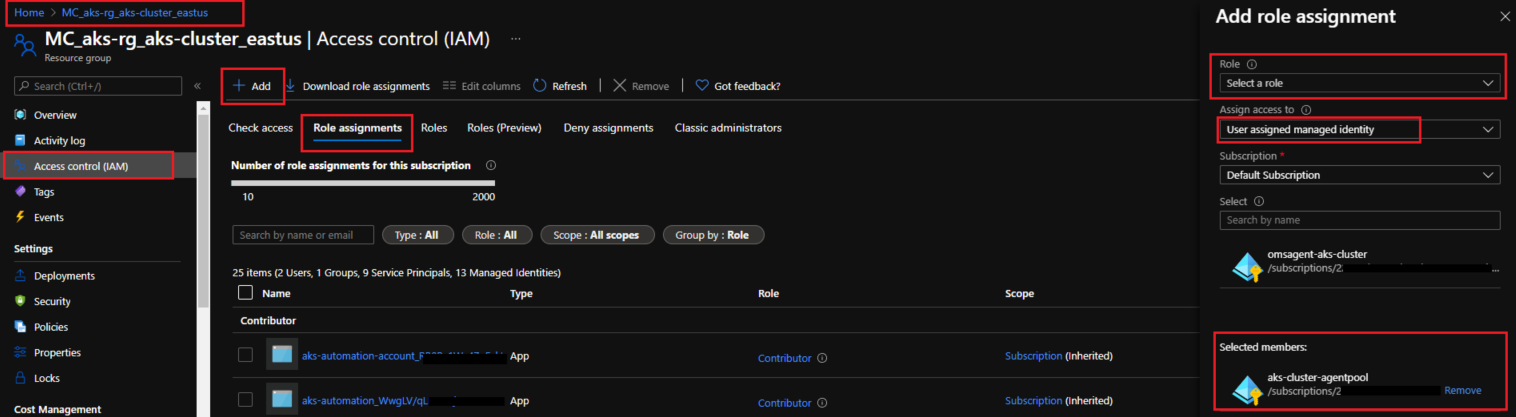 Home > MC_aks-rg_aks-cluster_eastus
MC_aks-rg_aks-cluster_eastus | Access control (IAM) ...
Resource group
Search (Ctrl+/)
«
Overview
Activity log
Access control (IAM)
Tags
Events
Settings
Deployments
Security
Policies
Properties
Locks
Cost Management
+ Add
Download role assignments
Edit columns
Refresh
Remove
Got feedback?
Check access
Role assignments
Roles
Roles (Preview)
Deny assignments
Classic administrators
Number of role assignments for this subscription
10
2000
Search by name or email
Type : All
Role : All
Scope : All scopes
Group by : Role
25 items (2 Users, 1 Groups, 9 Service Principals, 13 Managed Identities)
Name
Type
Role
Scope
Contributor
aks-automation-account_
App
Contributor
Subscription (Inherited)
aks-automation_WwgLV/qL
App
Contributor
Subscription (Inherited)
Add role assignment
Role
Select a role
Assign access to
User assigned managed identity
Subscription *
Default Subscription
Select
Search by name
omsagent-aks-cluster
/subscriptions/2 ...
Selected members:
aks-cluster-agentpool
/subscriptions/2
Remove